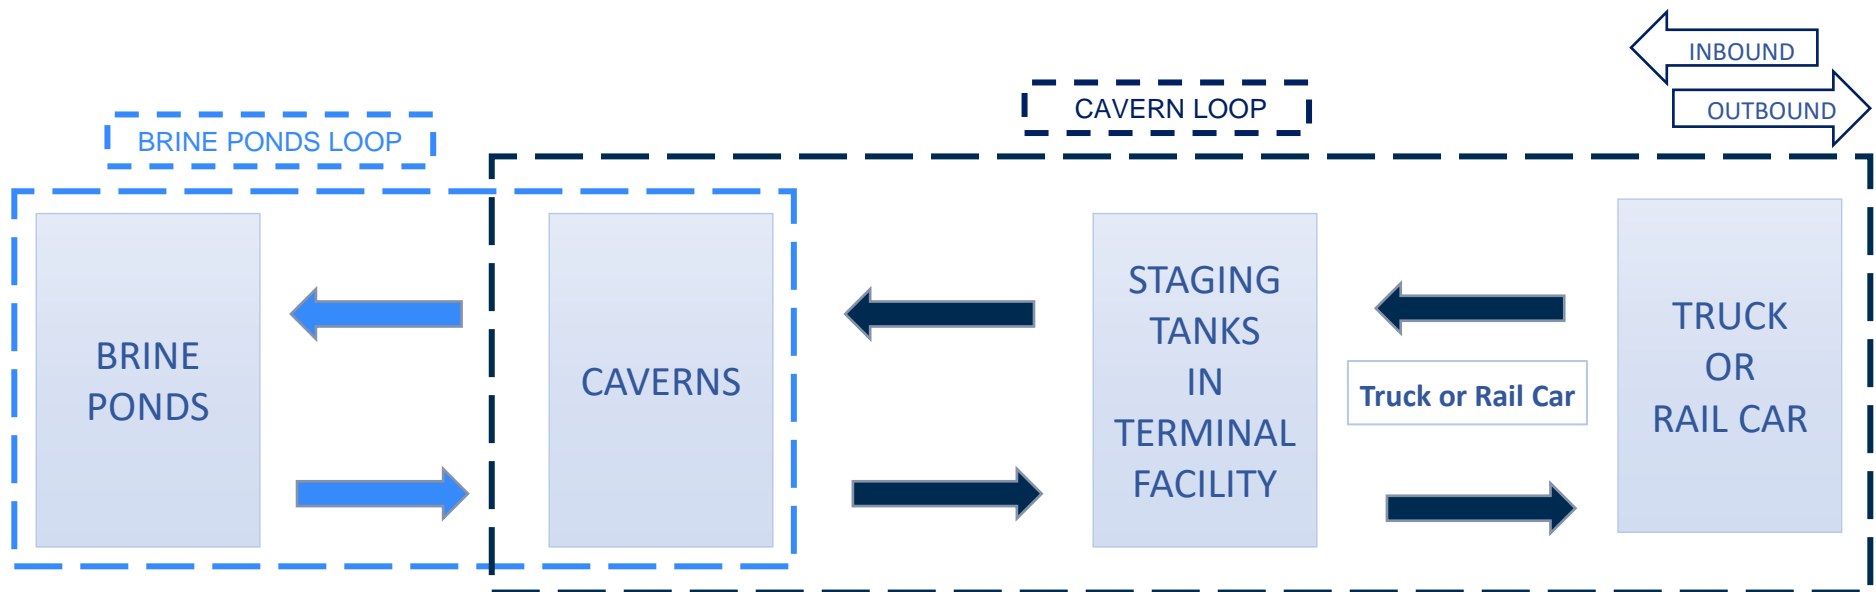 INBOUND
OUTBOUND
CAVERN LOOP
BRINE PONDS LOOP
BRINE
PONDS
CAVERNS
STAGING
TANKS
IN
TERMINAL
FACILITY
Truck or Rail Car
TRUCK
OR
RAIL CAR